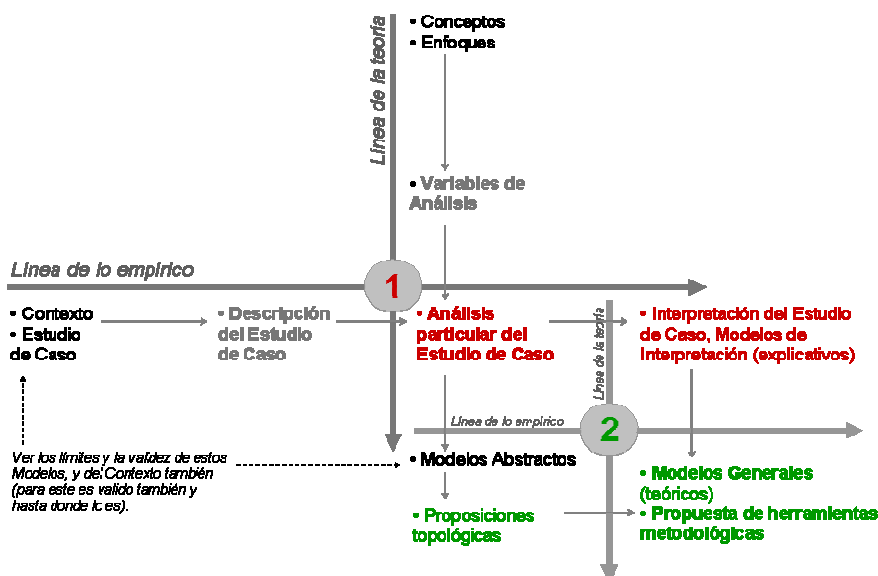 • Conceptos
• Enfoques
Línea de la teoría
• Variables de
Análisis
Línea de lo empírico
1
• Contexto
• Estudio
de Caso
• Descripción
del Estudio
de Caso
• Análisis
particular del
Estudio de Caso
Línea de la teoría
• Interpretación del Estudio
de Caso, Modelos de
Interpretación (explicativos)
Línea de lo empírico
2
Ver los límites y la validez de estos
Modelos, y del Contexto también
(para este es valido también y
hasta donde lo es).
• Modelos Abstractos
• Modelos Generales
(teóricos)
• Propuesta de herramientas
metodológicas
• Proposiciones
topológicas